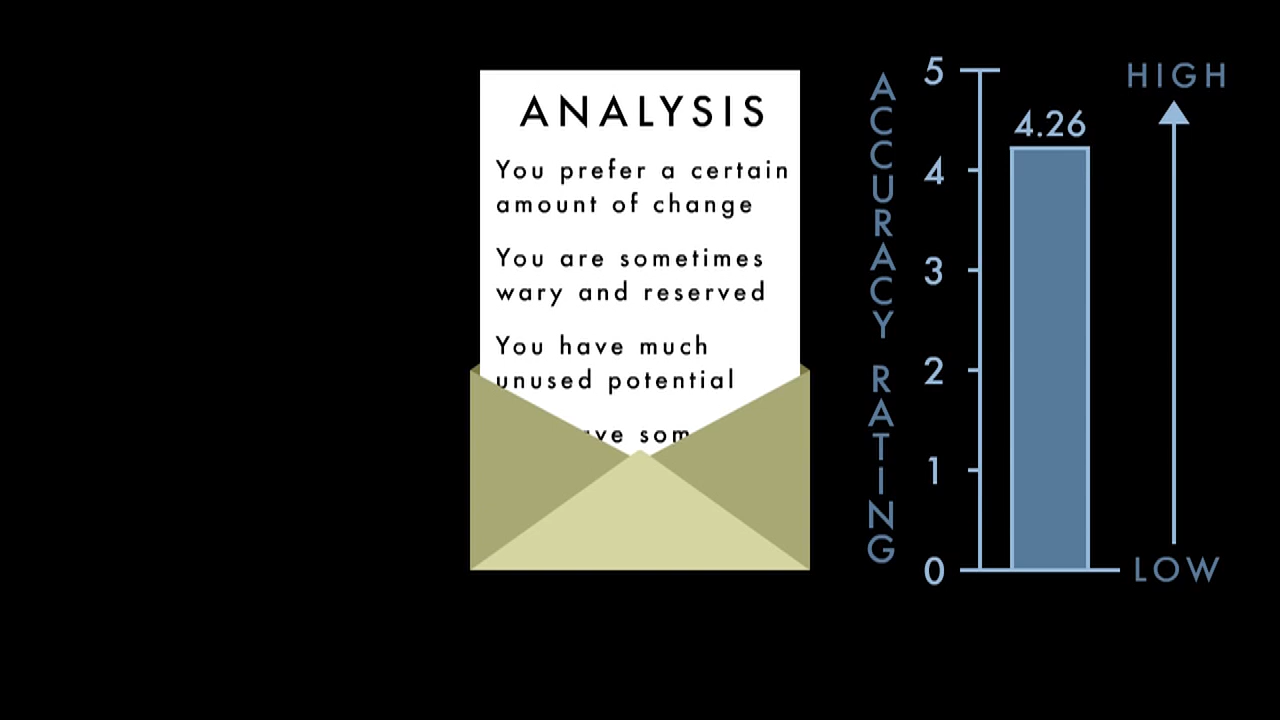 ANALYSIS
You prefer a certain
amount of change
You are sometimes
wary and reserved
You have much
unused potential
ACCURACY RATING
5
4
3
2
1
0
4.26
HIGH
LOW